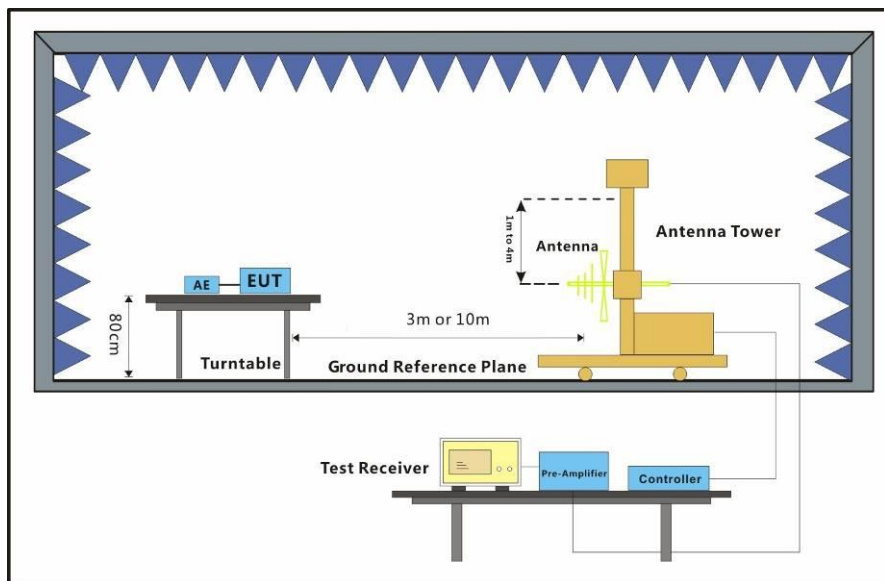 1m to 4m
Antenna
Antenna Tower
AE
EUT
80cm
3m or 10m
Turntable
Ground Reference Plane
Test Receiver
Pre-Amplifier
Controller